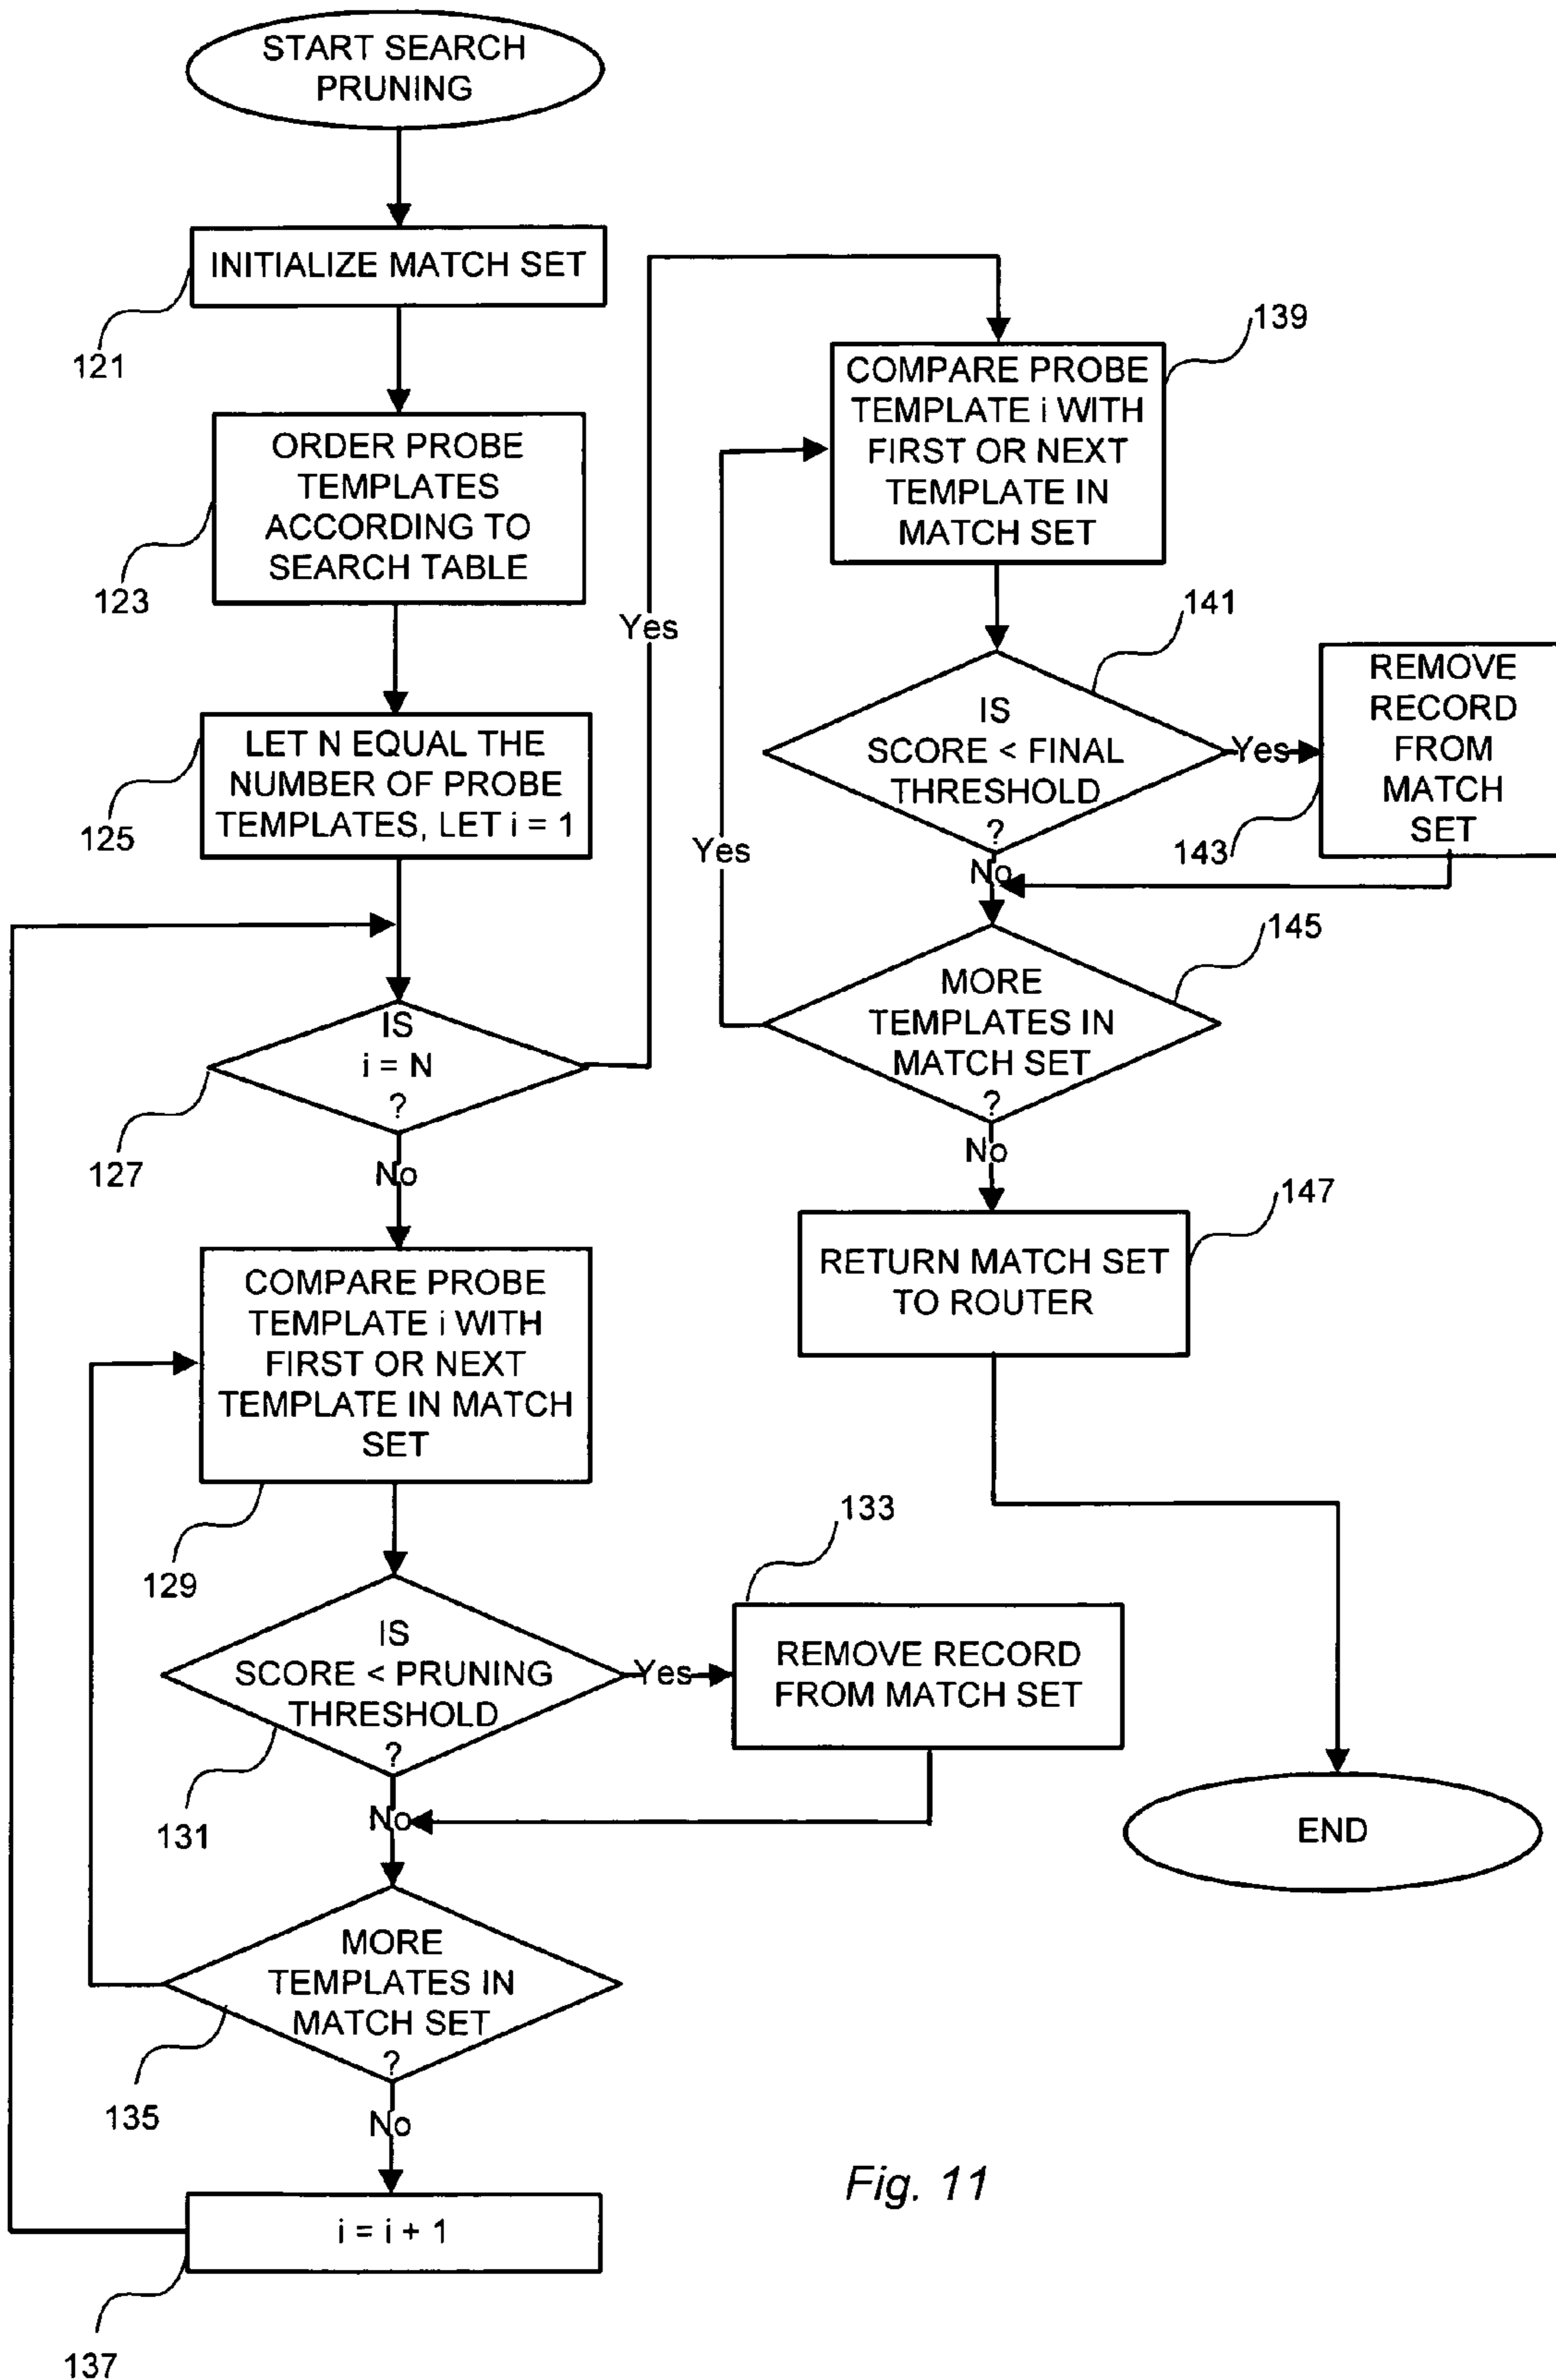 START SEARCH
PRUNING
INITIALIZE MATCH SET
121
ORDER PROBE
TEMPLATES
ACCORDING TO
SEARCH TABLE
123
LET N EQUAL THE
NUMBER OF PROBE
TEMPLATES, LET i = 1
125
IS
i = N
?
127
Yes
No
COMPARE PROBE
TEMPLATE i WITH
FIRST OR NEXT
TEMPLATE IN MATCH
SET
129
IS
SCORE < PRUNING
THRESHOLD
?
131
Yes
133
REMOVE RECORD
FROM MATCH SET
No
MORE
TEMPLATES IN
MATCH SET
?
135
No
i = i + 1
137
139
COMPARE PROBE
TEMPLATE i WITH
FIRST OR NEXT
TEMPLATE IN
MATCH SET
141
IS
SCORE < FINAL
THRESHOLD
?
Yes
REMOVE
RECORD
FROM
MATCH
SET
143
No
Yes
145
MORE
TEMPLATES IN
MATCH SET
?
No
147
RETURN MATCH SET
TO ROUTER
END
Fig. 11